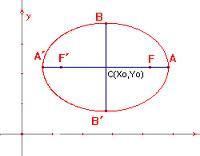 y
B
A′ F′ F A
C(Xo,Yo)
B′
x